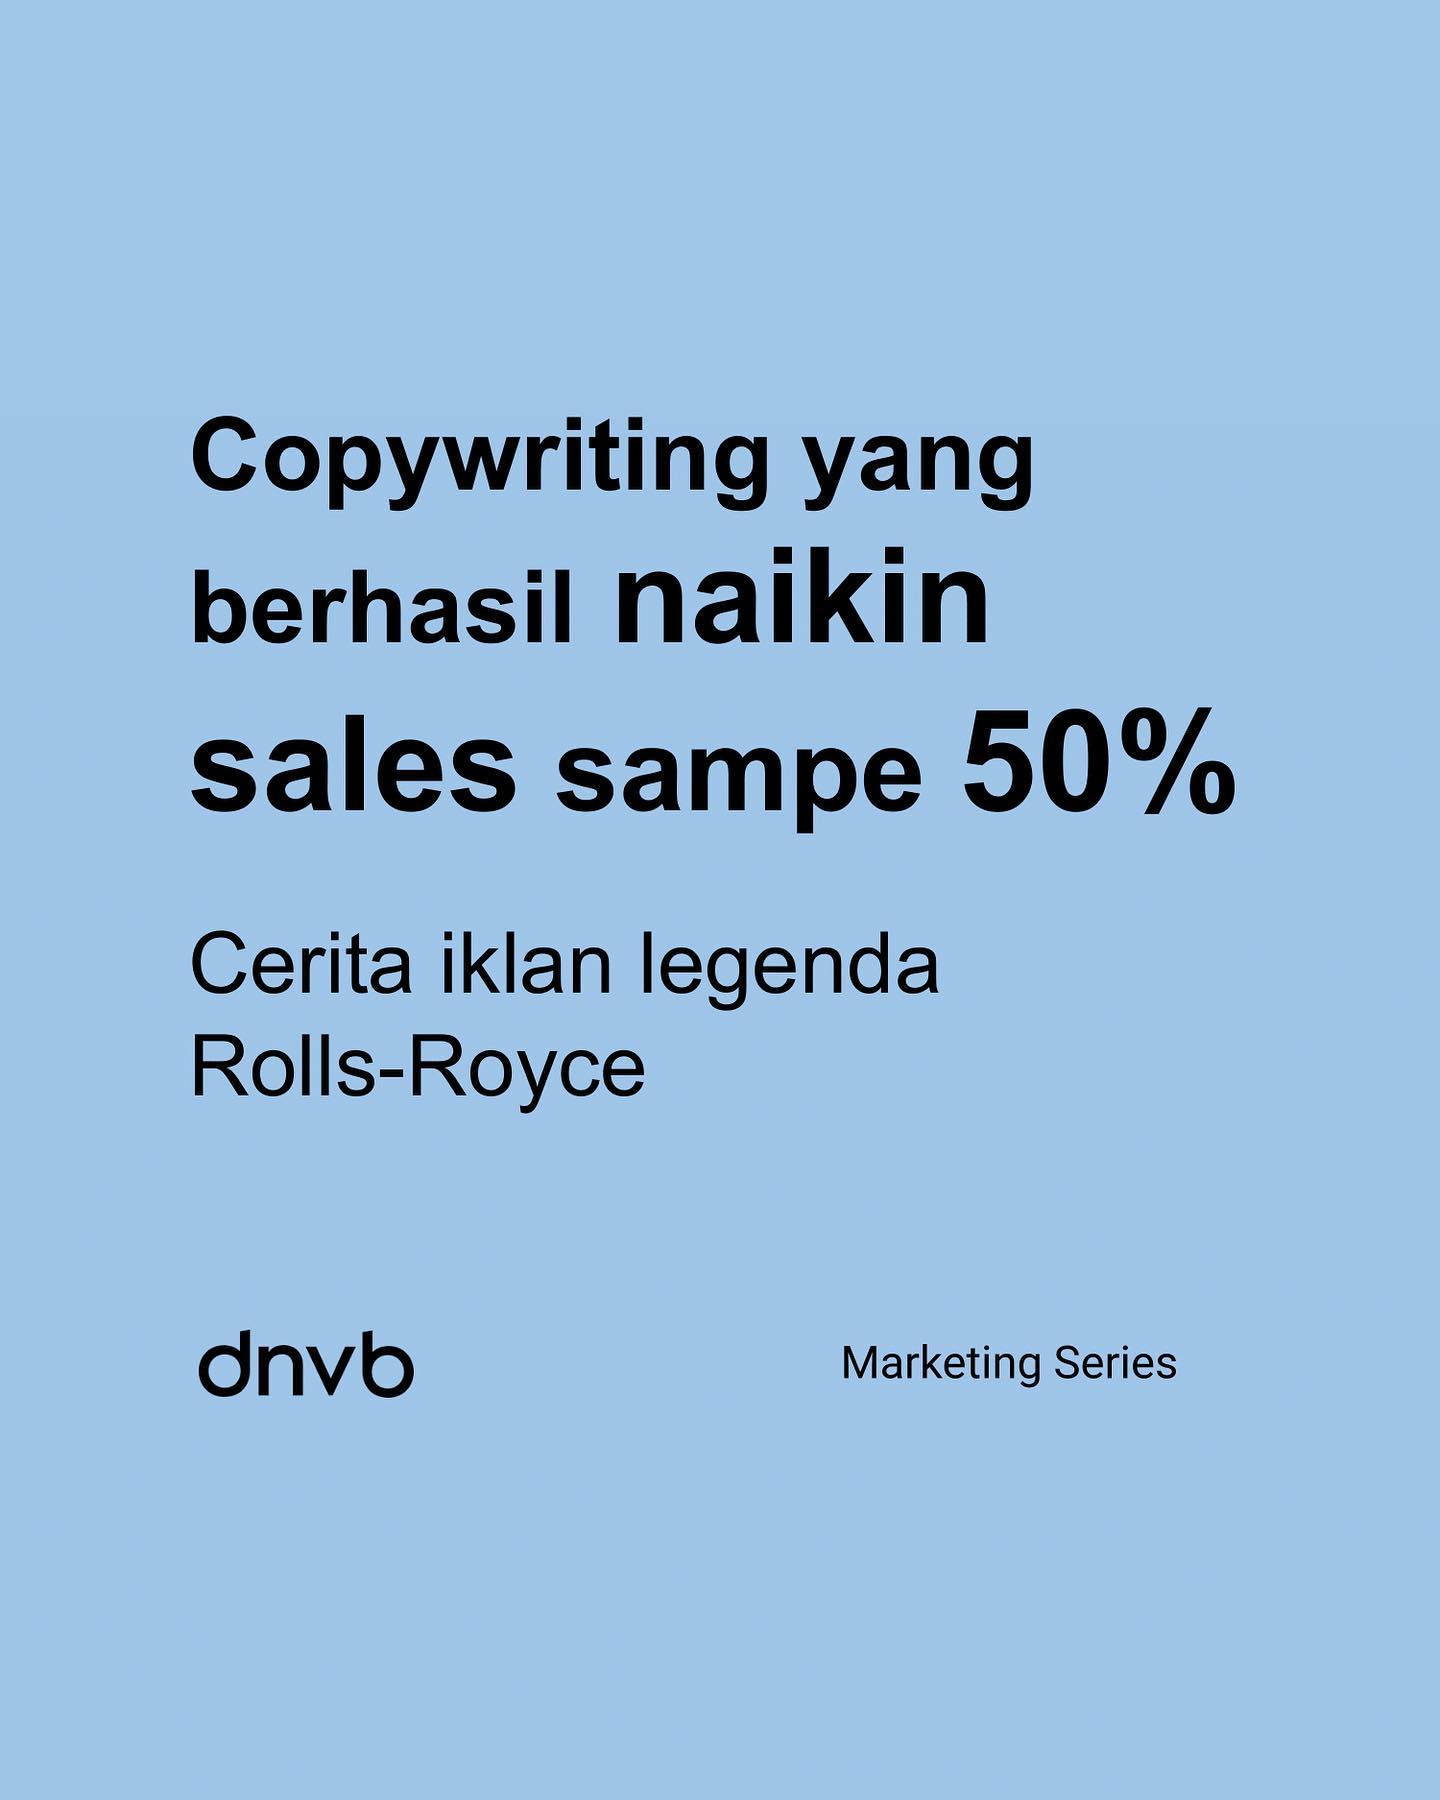 Copywriting yang
berhasil naikin
sales sampe 50%
Cerita iklan legenda
Rolls-Royce
dnvb
Marketing Series